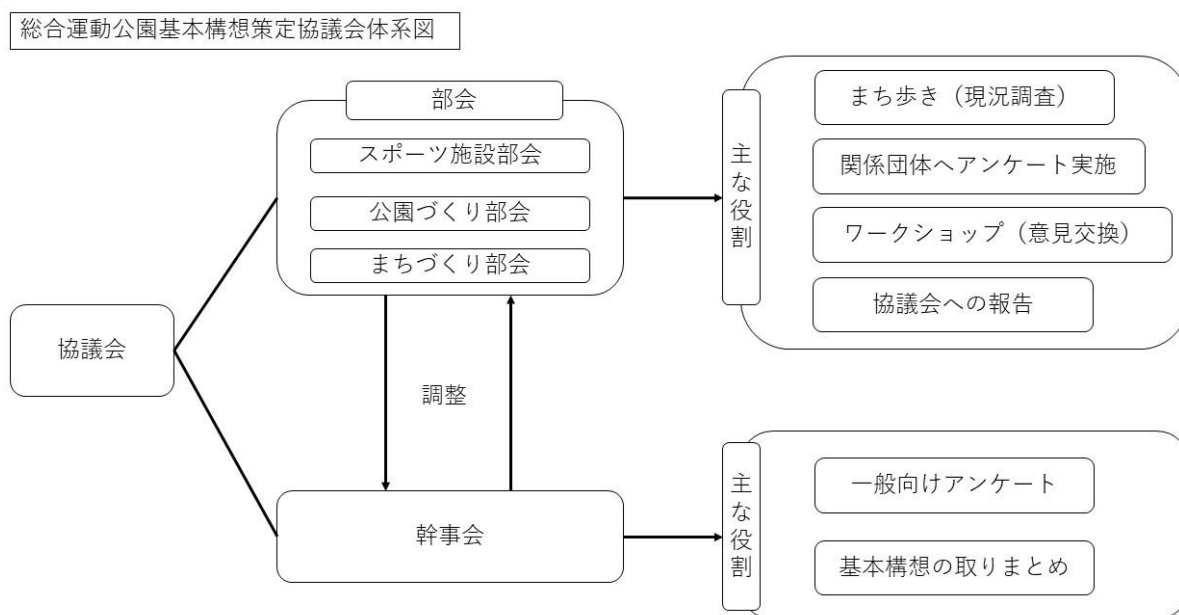 総合運動公園基本構想策定協議会体系図
部会
スポーツ施設部会
公園づくり部会
まちづくり部会
主な役割
まち歩き（現況調査）
関係団体へアンケート実施
ワークショップ（意見交換）
協議会への報告
協議会
調整
幹事会
主な役割
一般向けアンケート
基本構想の取りまとめ